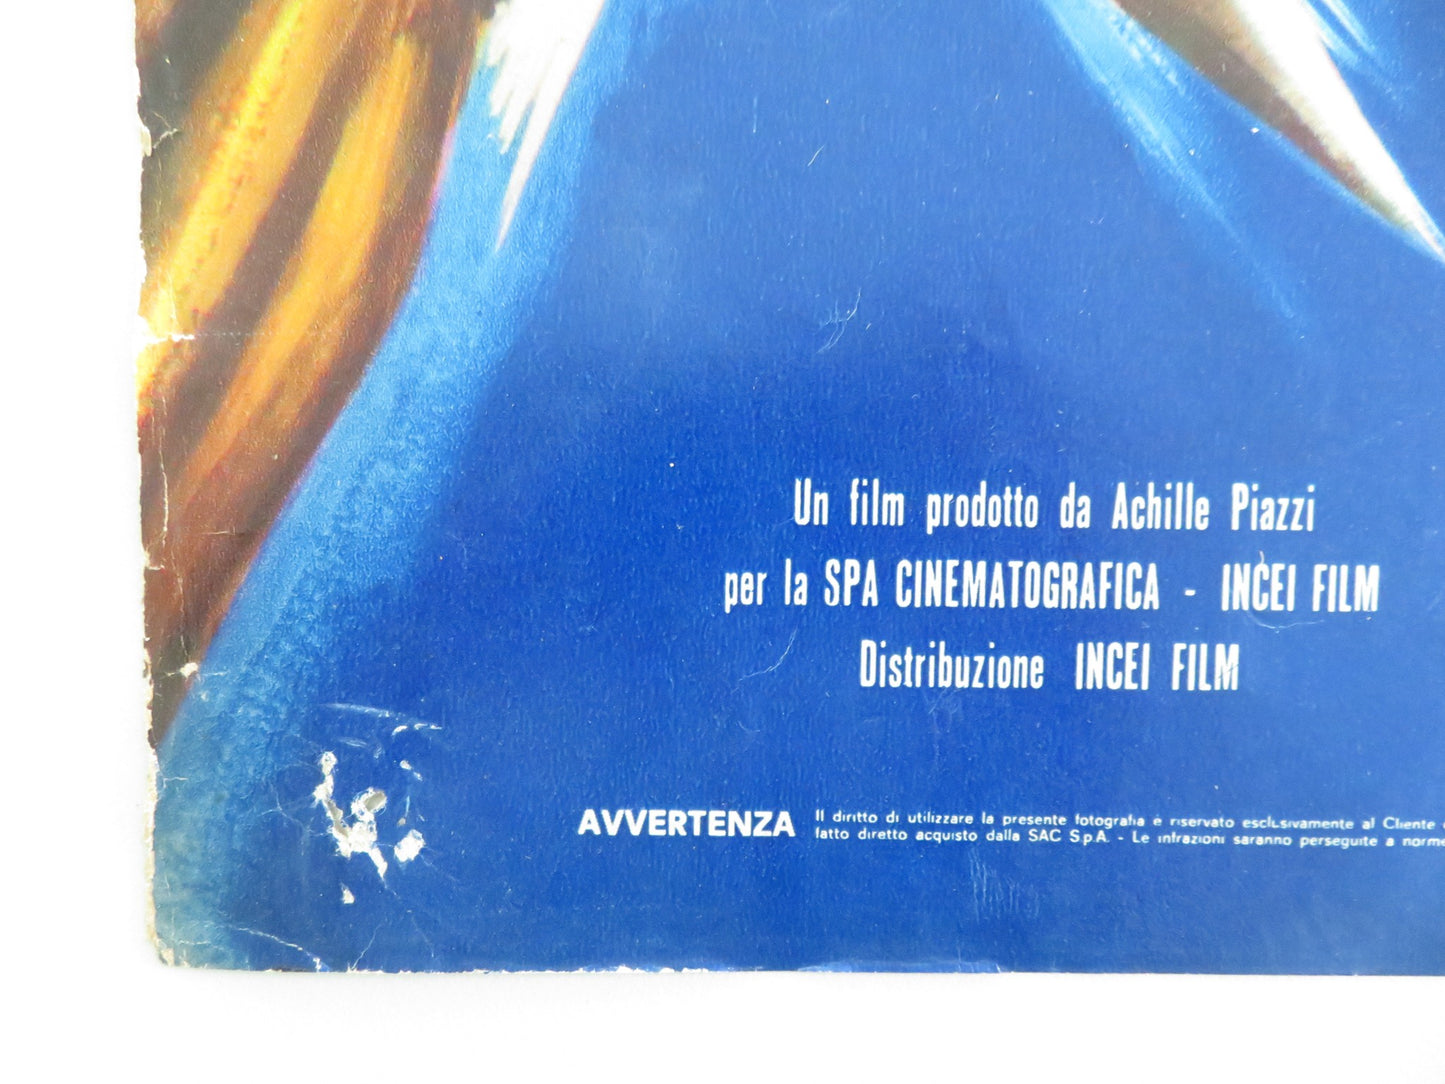 Un film prodotto da Achille Piazzi
per la SPA CINEMATOGRAFICA - INCEI FILM
Distribuzione INCEI FILM
AVVERTENZA Il diritto di utilizzare la presente fotografia è riservato esclusivamente al Cliente
fatto diretto acquisto dalla SAC S.p.A. - Le infrazioni saranno perseguite a norme